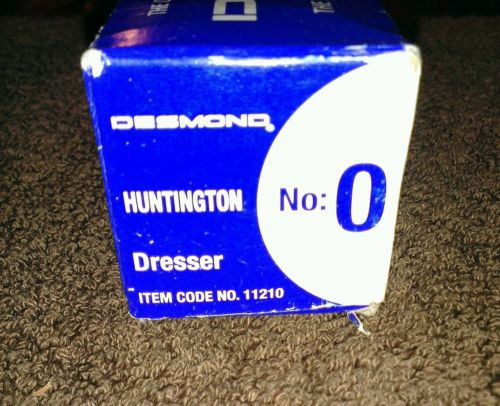 DESMOND
HUNTINGTON
No: 0
Dresser
ITEM CODE NO. 11210